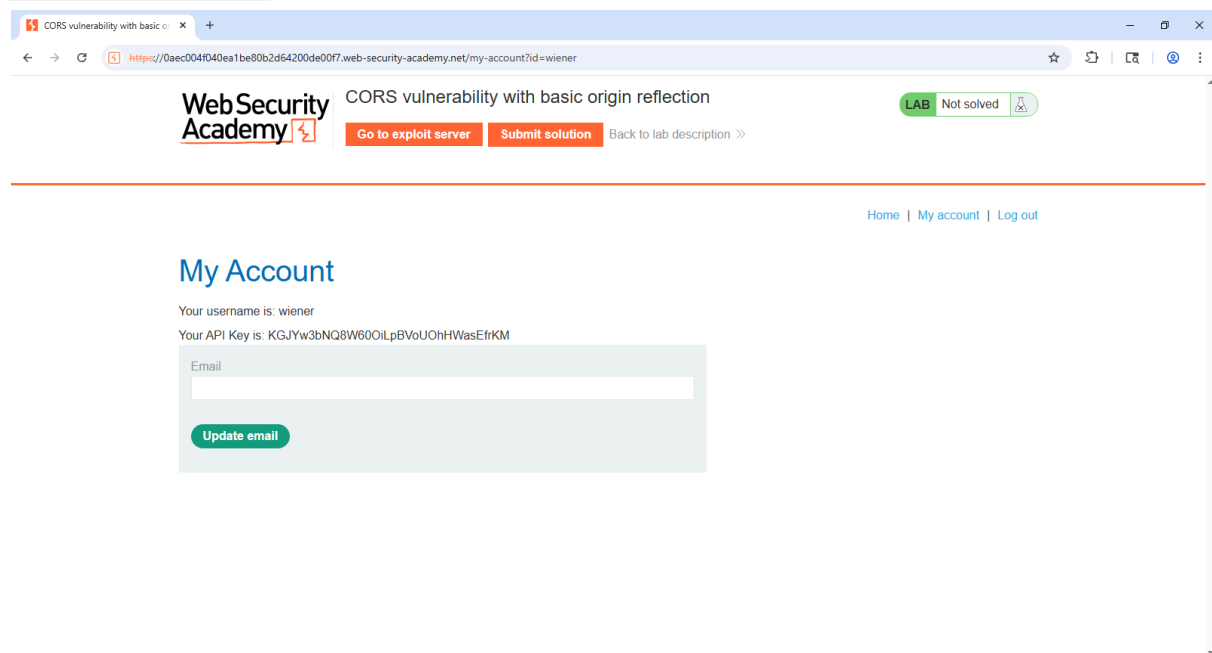 CORS vulnerability with basic o
https://0aec004f040ea1be80b2d64200de00f7.web-security-academy.net/my-account?id=wiener
Web Security
Academy
CORS vulnerability with basic origin reflection
Go to exploit server Submit solution Back to lab description
LAB Not solved
Home | My account | Log out
My Account
Your username is: wiener
Your API Key is: KGJYw3bNQ8W60OiLpBVoUOhHWasEfrKM
Email
Update email